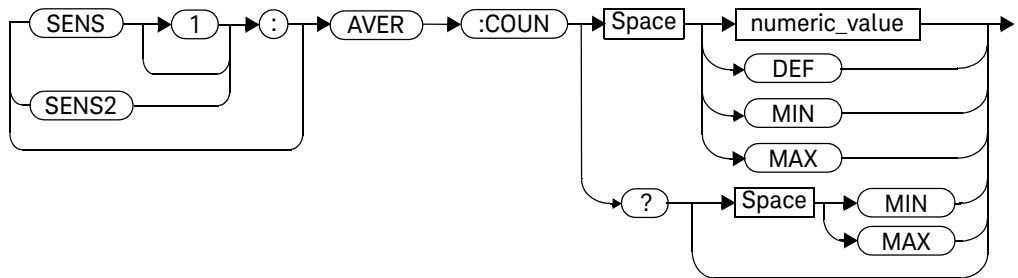 SENS 1 : AVER :COUN Space numeric_value
DEF
SENS2 MIN
MAX
? Space MIN
MAX